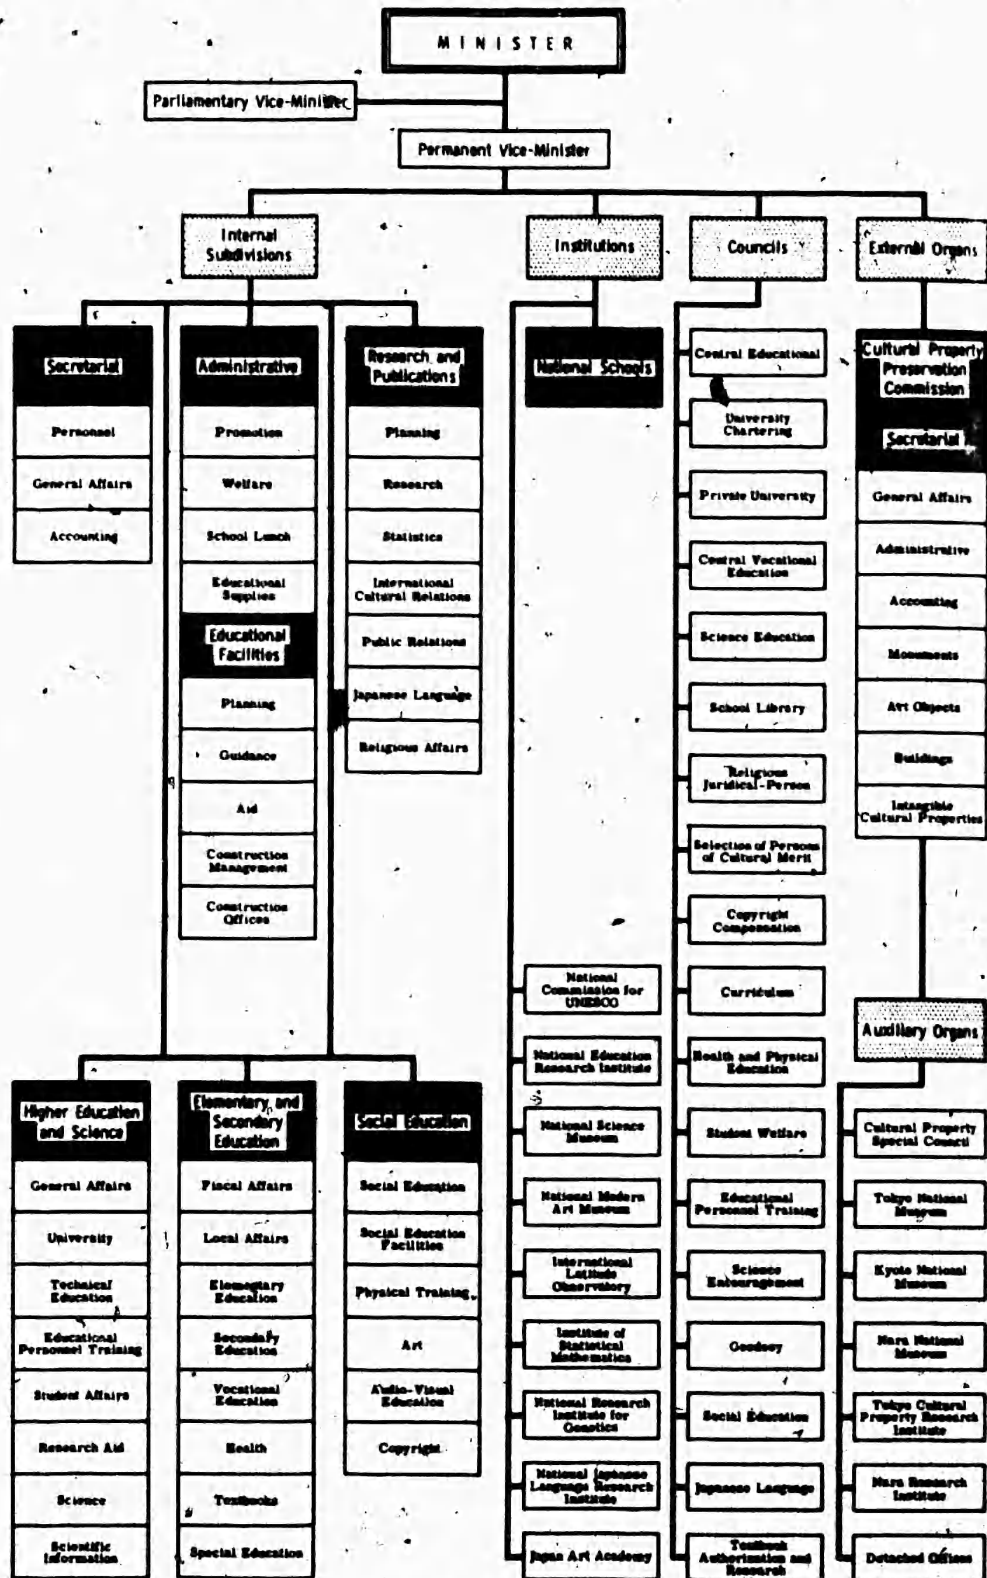 MINISTER
Parliamentary Vice-Minister
Permanent Vice-Minister
Internal
Subdivisions
Institutions
Councils
External Organs
Secretariat
Personnel
General Affairs
Accounting
Administrative
Promotion
Welfare
School Lunch
Educational
Supplies
Educational
Facilities
Planning
Guidance
Aid
Construction
Management
Construction
Offices
Research and
Publications
Planning
Research
Statistics
International
Cultural Relations
Public Relations
Japanese Language
Religious Affairs
Higher Education
and Science
General Affairs
University
Technical
Education
Educational
Personnel Training
Student Affairs
Research Aid
Science
Scientific
Information
Elementary and
Secondary
Education
Fiscal Affairs
Local Affairs
Elementary
Education
Secondary
Education
Vocational
Education
Health
Textbooks
Special Education
Social Education
Social Education
Social Education
Facilities
Physical Training
Art
Audio-Visual
Education
Copyright
National Schools
National
Commission for
UNESCO
National Education
Research Institute
National Science
Museum
National Modern
Art Museum
International
Latitude
Observatory
Institute of
Statistical
Mathematics
National Research
Institute for
Genetics
National Japanese
Language Research
Institute
Japan Art Academy
Central Educational
University
Chartering
Private University
Central Vocational
Education
Science Education
School Library
Religious
Juridical-Person
Selection of Persons
of Cultural Merit
Copyright
Compensation
Curriculum
Health and Physical
Education
Student Welfare
Educational
Personnel Training
Science
Encouragement
Geodesy
Social Education
Japanese Language
Textbook
Authorization and
Research
Cultural Property
Preservation
Commission
Secretariat
General Affairs
Administrative
Accounting
Monuments
Art Objects
Buildings
Intangible
Cultural Properties
Auxiliary Organs
Cultural Property
Special Council
Tokyo National
Museum
Kyoto National
Museum
Nara National
Museum
Tokyo Cultural
Property Research
Institute
Nara Research
Institute
Detached Offices